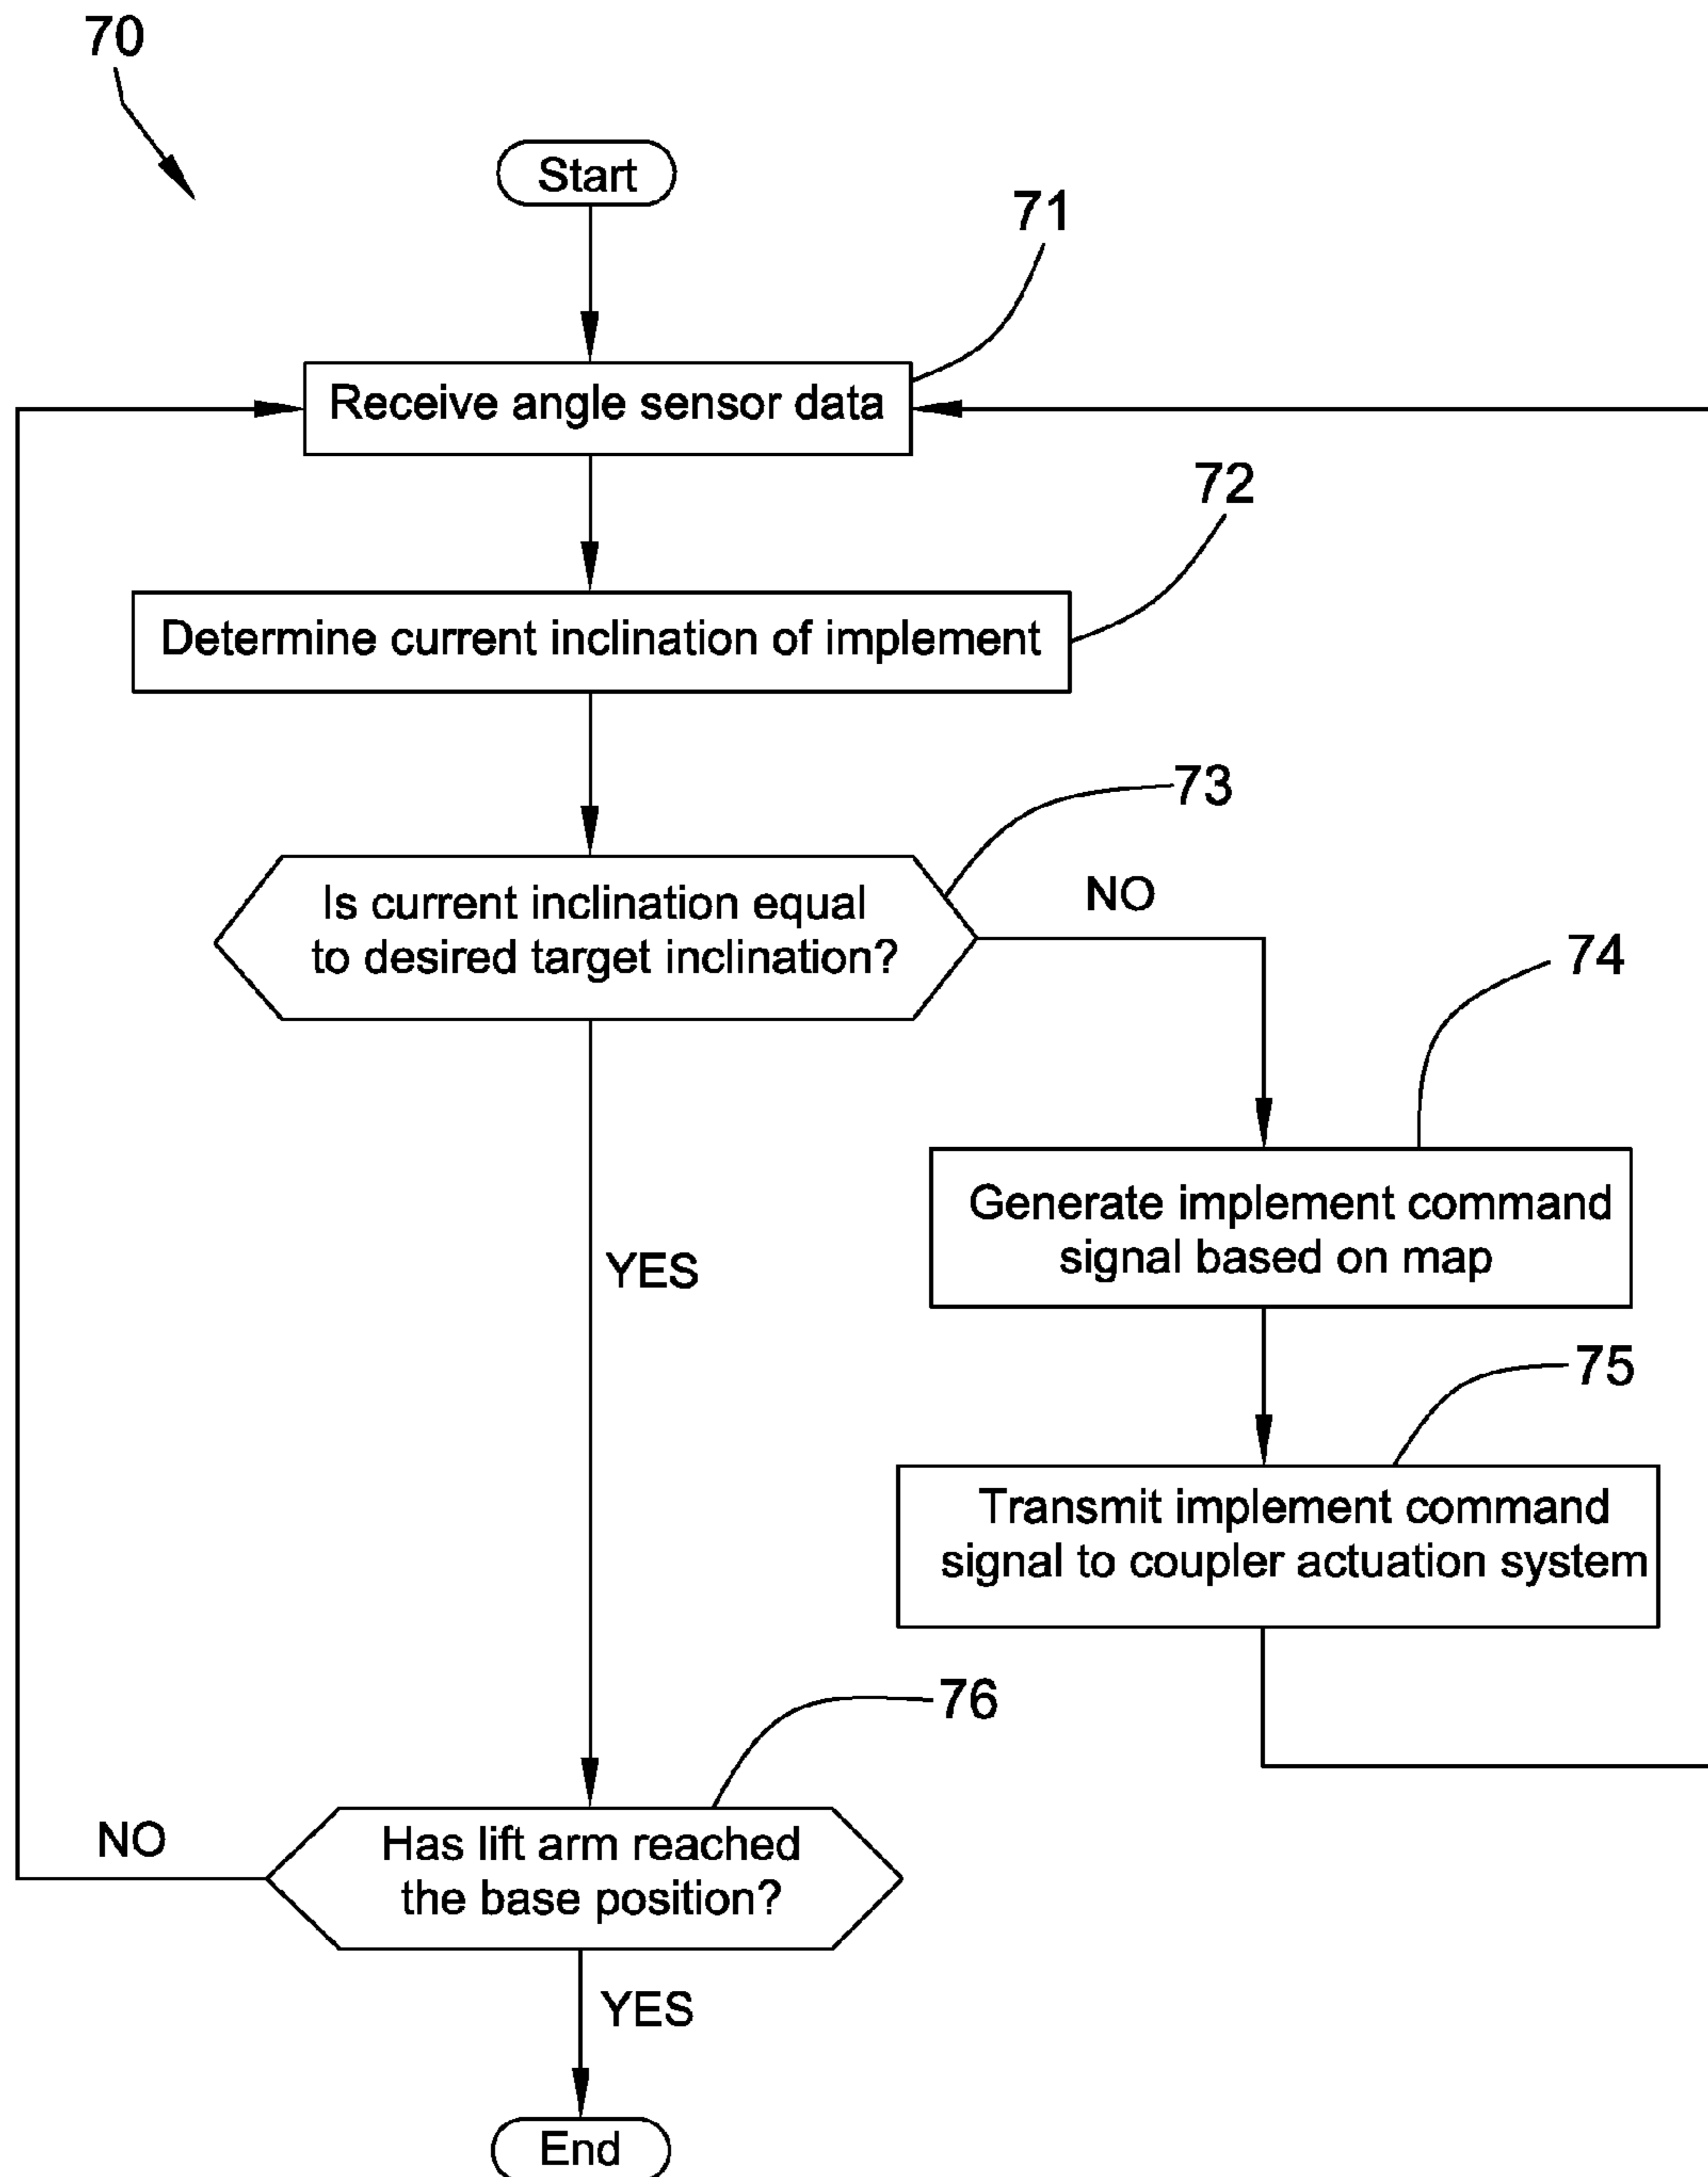 70
Start
71
Receive angle sensor data
72
Determine current inclination of implement
73
Is current inclination equal
to desired target inclination?
NO
74
Generate implement command
signal based on map
YES
75
Transmit implement command
signal to coupler actuation system
76
Has lift arm reached
the base position?
NO
YES
End